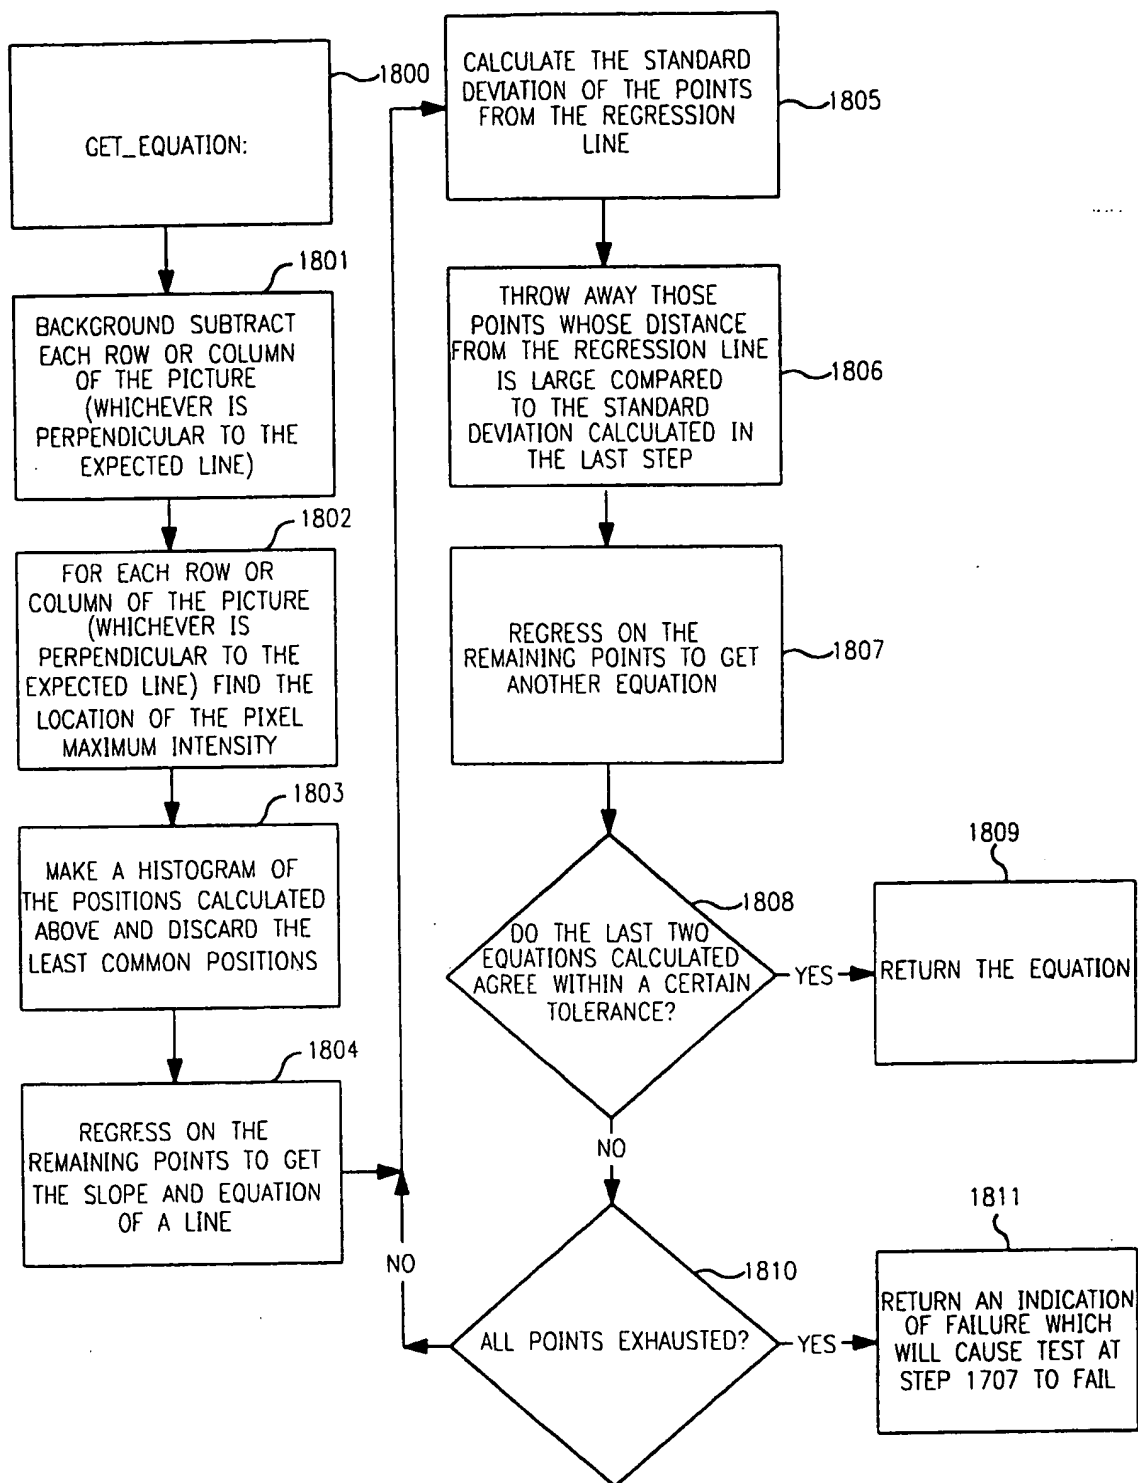 GET_EQUATION:
1800
1801
BACKGROUND SUBTRACT
EACH ROW OR COLUMN
OF THE PICTURE
(WHICHEVER IS
PERPENDICULAR TO THE
EXPECTED LINE)
1802
FOR EACH ROW OR
COLUMN OF THE PICTURE
(WHICHEVER IS
PERPENDICULAR TO THE
EXPECTED LINE) FIND THE
LOCATION OF THE PIXEL
MAXIMUM INTENSITY
1803
MAKE A HISTOGRAM OF
THE POSITIONS CALCULATED
ABOVE AND DISCARD THE
LEAST COMMON POSITIONS
1804
REGRESS ON THE
REMAINING POINTS TO GET
THE SLOPE AND EQUATION
OF A LINE
CALCULATE THE STANDARD
DEVIATION OF THE POINTS
FROM THE REGRESSION
LINE
1805
THROW AWAY THOSE
POINTS WHOSE DISTANCE
FROM THE REGRESSION LINE
IS LARGE COMPARED
TO THE STANDARD
DEVIATION CALCULATED IN
THE LAST STEP
1806
REGRESS ON THE
REMAINING POINTS TO GET
ANOTHER EQUATION
1807
1808
DO THE LAST TWO
EQUATIONS CALCULATED
AGREE WITHIN A CERTAIN
TOLERANCE?
YES
1809
RETURN THE EQUATION
NO
1810
ALL POINTS EXHAUSTED?
NO
YES
1811
RETURN AN INDICATION
OF FAILURE WHICH
WILL CAUSE TEST AT
STEP 1707 TO FAIL